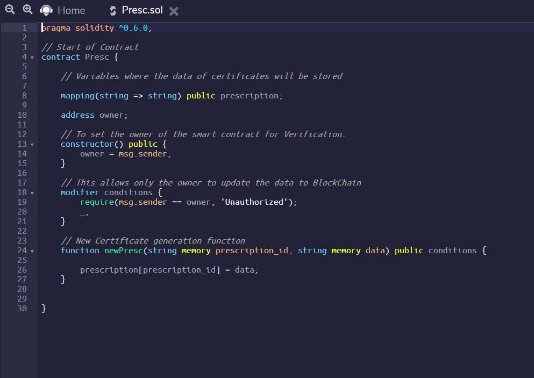 Home Presc.sol
1 pragma solidity ^0.6.0;
2
3 // Start of Contract
4 contract Presc {
5
6 // Variables where the data of certificates will be stored
7
8 mapping(string => string) public prescription;
9
10 address owner;
11
12 // To set the owner of the smart contract for Verification.
13 constructor() public {
14 owner = msg.sender;
15 }
16
17 // This allows only the owner to update the data to BlockChain
18 modifier conditions {
19 require(msg.sender == owner, 'Unauthorized');
20 _;
21 }
22
23 // New Certificate generation function
24 function newPresc(string memory prescription_id, string memory data) public conditions {
25
26 prescription[prescription_id] = data;
27 }
28
29
30 }